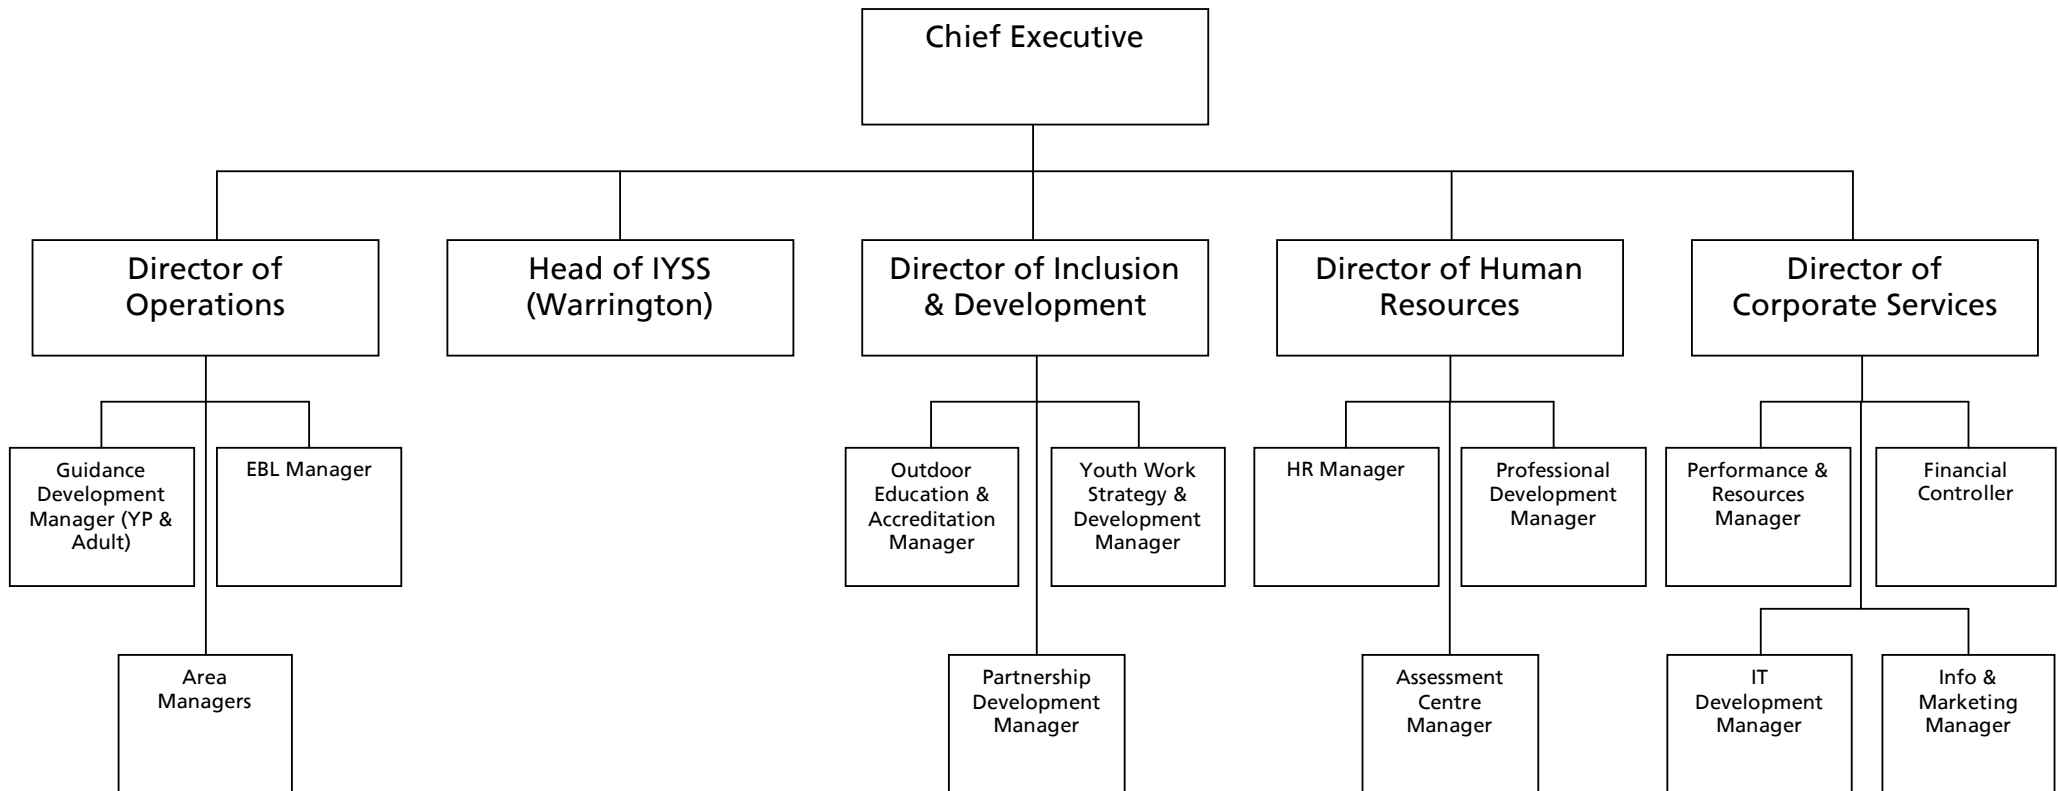 Chief Executive
Director of
Operations
Head of IYSS
(Warrington)
Director of Inclusion
& Development
Director of Human
Resources
Director of
Corporate Services
Guidance
Development
Manager (YP &
Adult)
EBL Manager
Outdoor
Education &
Accreditation
Manager
Youth Work
Strategy &
Development
Manager
HR Manager
Professional
Development
Manager
Performance &
Resources
Manager
Financial
Controller
Area
Managers
Partnership
Development
Manager
Assessment
Centre
Manager
IT
Development
Manager
Info &
Marketing
Manager